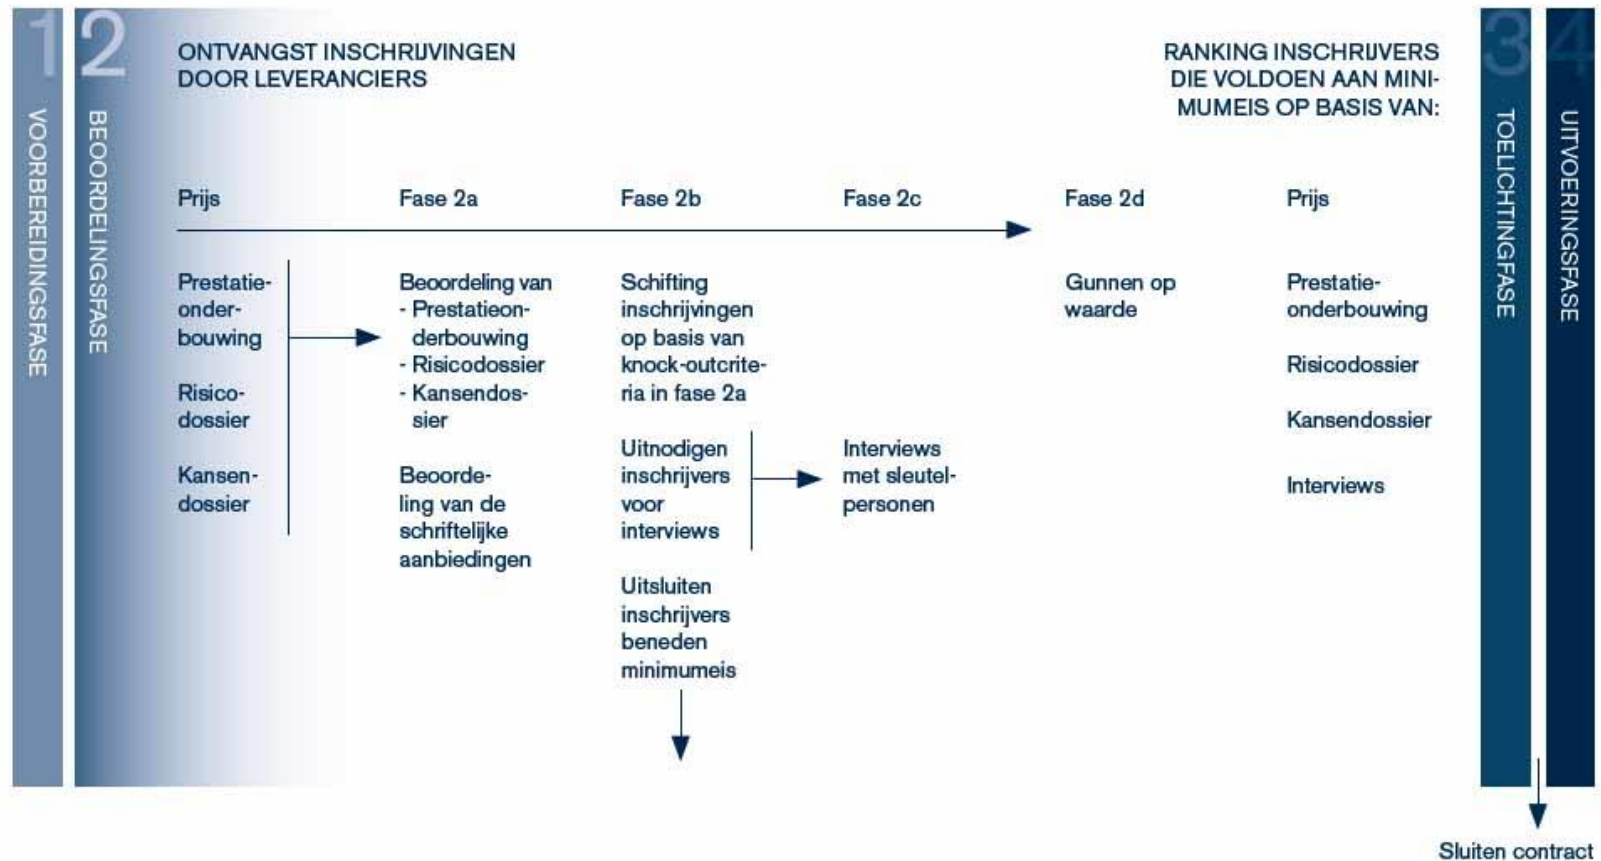 1
VOORBEREIDINGSFASE
2
BEOORDELINGSFASE
ONTVANGST INSCHRIJVINGEN
DOOR LEVERANCIERS
RANKING INSCHRIJVERS
DIE VOLDOEN AAN MINI-
MUMEIS OP BASIS VAN:
Prijs
Prestatie-
onder-
bouwing
Risico-
dossier
Kansen-
dossier
Fase 2a
Beoordeling van
- Prestatieon-
derbouwing
- Risicodossier
- Kansendos-
sier
Beoorde-
ling van de
schriftelijke
aanbiedingen
Fase 2b
Schifting
inschrijvingen
op basis van
knock-outcrite-
ria in fase 2a
Uitnodigen
inschrijvers
voor
interviews
Uitsluiten
inschrijvers
beneden
minimumeis
Fase 2c
Interviews
met sleutel-
personen
Fase 2d
Gunnen op
waarde
Prijs
Prestatie-
onderbouwing
Risicodossier
Kansendossier
Interviews
3
TOELICHTINGFASE
4
UITVOERINGSFASE
Sluiten contract